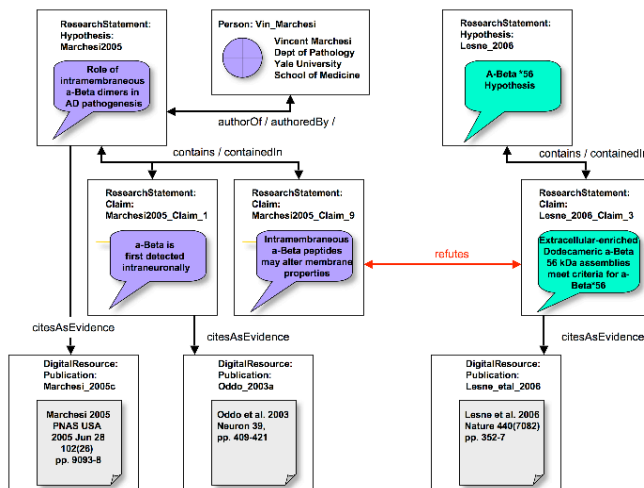 ResearchStatement:
Hypothesis:
Marchesi2005
Role of
intramembraneous
a-Beta dimers in
AD pathogenesis
Person: Vin_Marchesi
Vincent Marchesi
Dept of Pathology
Yale University
School of Medicine
ResearchStatement:
Hypothesis:
Lesne_2006
A-Beta *56
Hypothesis
authorOf / authoredBy /
contains / containedIn
contains / containedIn
ResearchStatement:
Claim:
Marchesi2005_Claim_1
a-Beta is
first detected
intraneuronally
ResearchStatement:
Claim:
Marchesi2005_Claim_9
Intramembraneous
a-Beta peptides
may alter membrane
properties
refutes
ResearchStatement:
Claim:
Lesne_2006_Claim_3
Extracellular-enriched
Dodecameric a-Beta
56 kDa assemblies
meet criteria for a-
Beta*56
citesAsEvidence
citesAsEvidence
citesAsEvidence
DigitalResource:
Publication:
Marchesi_2005c
Marchesi 2005
PNAS USA
2005 Jun 28
102(26)
pp. 9093-8
DigitalResource:
Publication:
Oddo_2003a
Oddo et al. 2003
Neuron 39,
pp. 409-421
DigitalResource:
Publication:
Lesne_etal_2006
Lesne et al. 2006
Nature 440(7082)
pp. 352-7